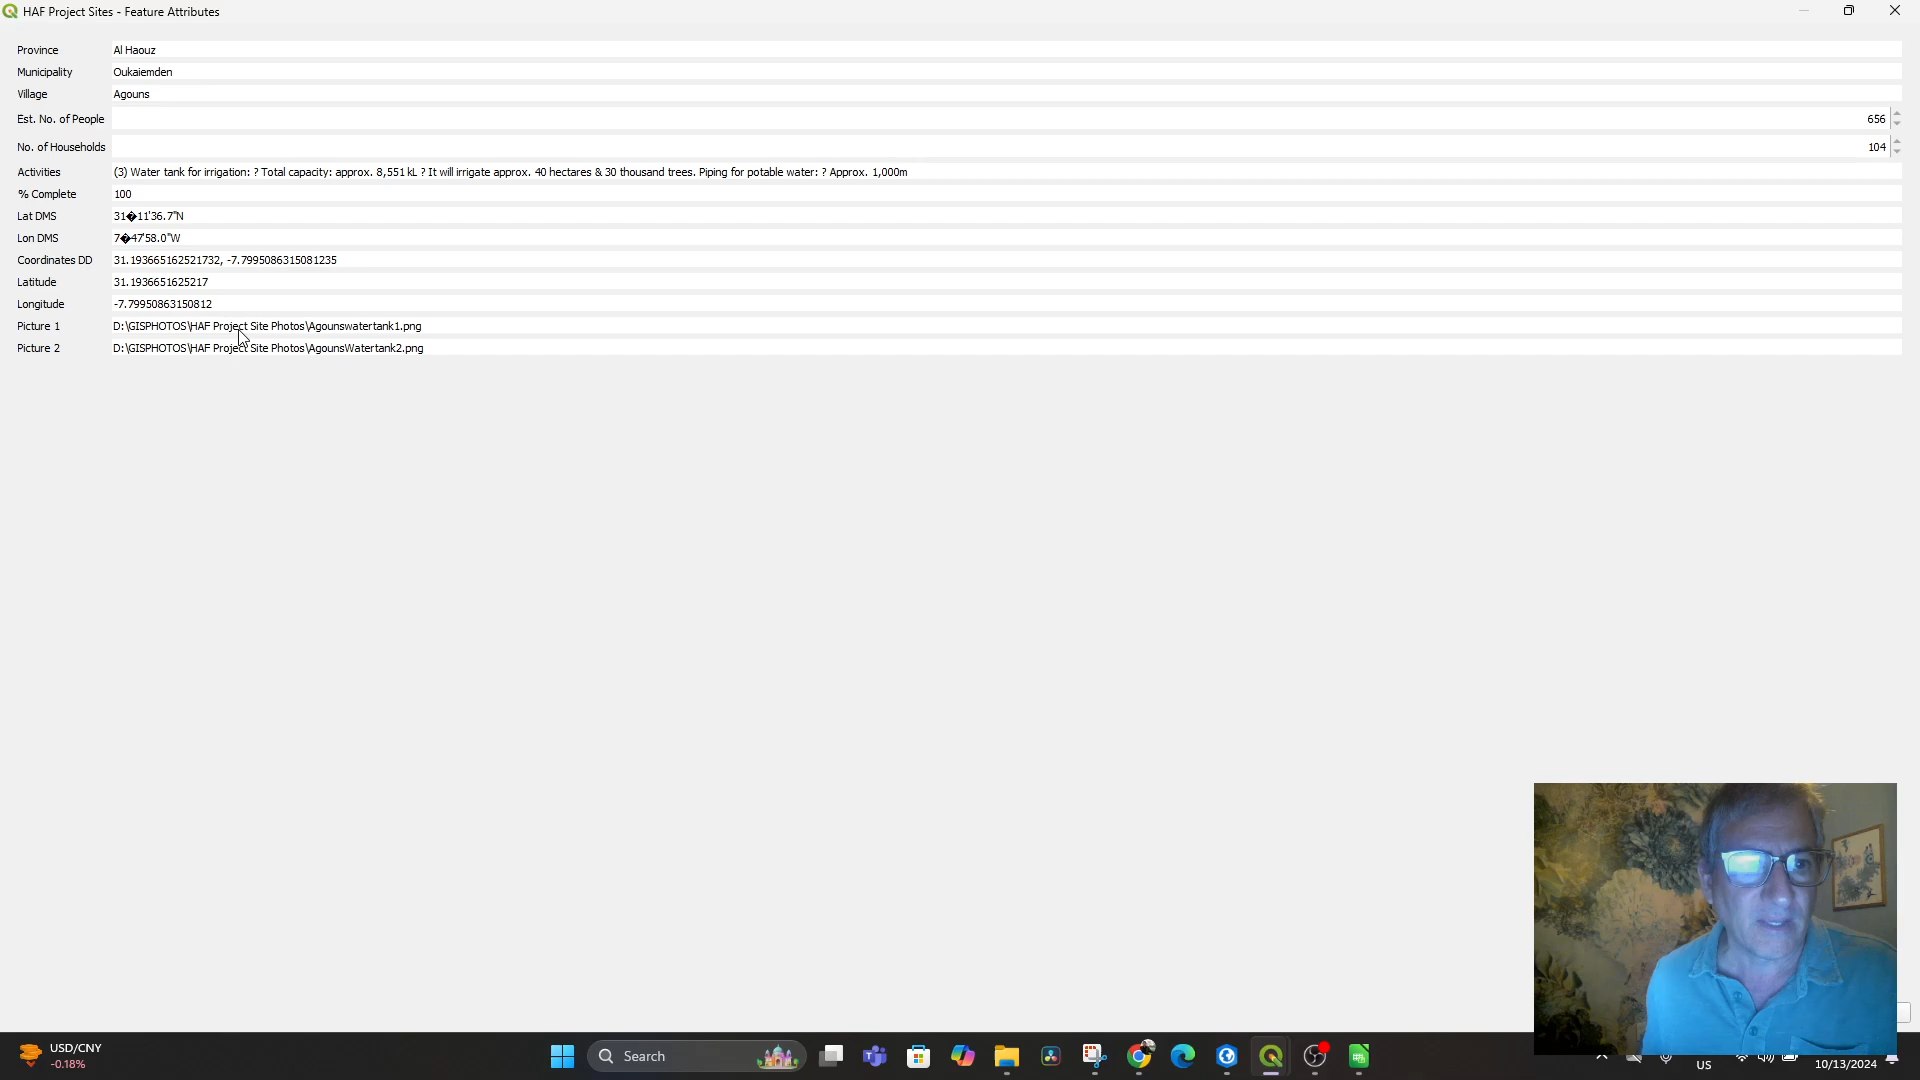 HAF Project Sites - Feature Attributes
Province Al Haouz
Municipality Oukaiemden
Village Agouns
Est. No. of People 656
No. of Households 104
Activities (3) Water tank for irrigation: ? Total capacity: approx. 8,551 kL ? It will irrigate approx. 40 hectares & 30 thousand trees. Piping for potable water: ? Approx. 1,000m
% Complete 100
Lat DMS 31�11'36.7"N
Lon DMS 7�47'58.0"W
Coordinates DD 31.193665162521732, -7.7995086315081235
Latitude 31.1936651625217
Longitude -7.79950863150812
Picture 1 D:\GISPHOTOS\HAF Project Site Photos\Agounswatertank1.png
Picture 2 D:\GISPHOTOS\HAF Project Site Photos\AgounsWatertank2.png
USD/CNY
-0.18%
Search
US
10/13/2024